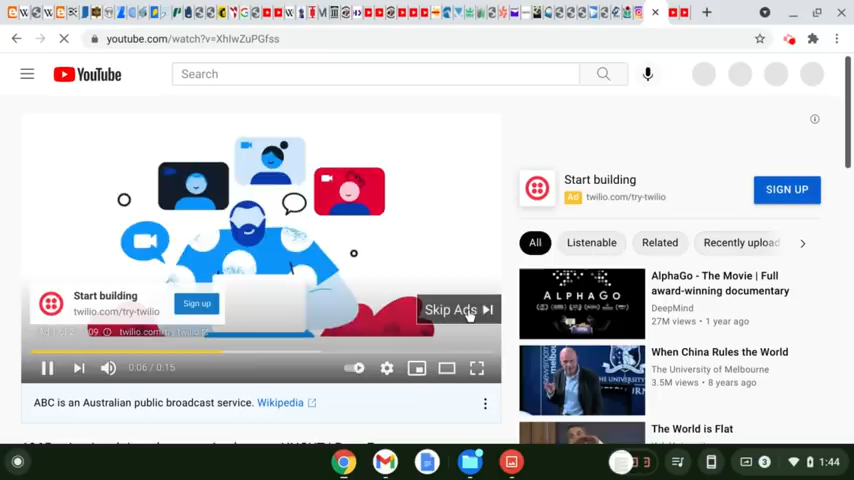 youtube.com/watch?v=XhIwZuPGfss
YouTube
Search
Start building
Ad twilio.com/try-twilio
SIGN UP
All
Listenable
Related
Recently upload
AlphaGo - The Movie | Full
award-winning documentary
DeepMind
27M views • 1 year ago
When China Rules the World
The University of Melbourne
3.5M views • 8 years ago
The World is Flat
Start building
twilio.com/try-twilio
Sign up
Skip Ads
twilio.com/try-twilio
0:06 / 0:15
ABC is an Australian public broadcast service. Wikipedia
3
1:44